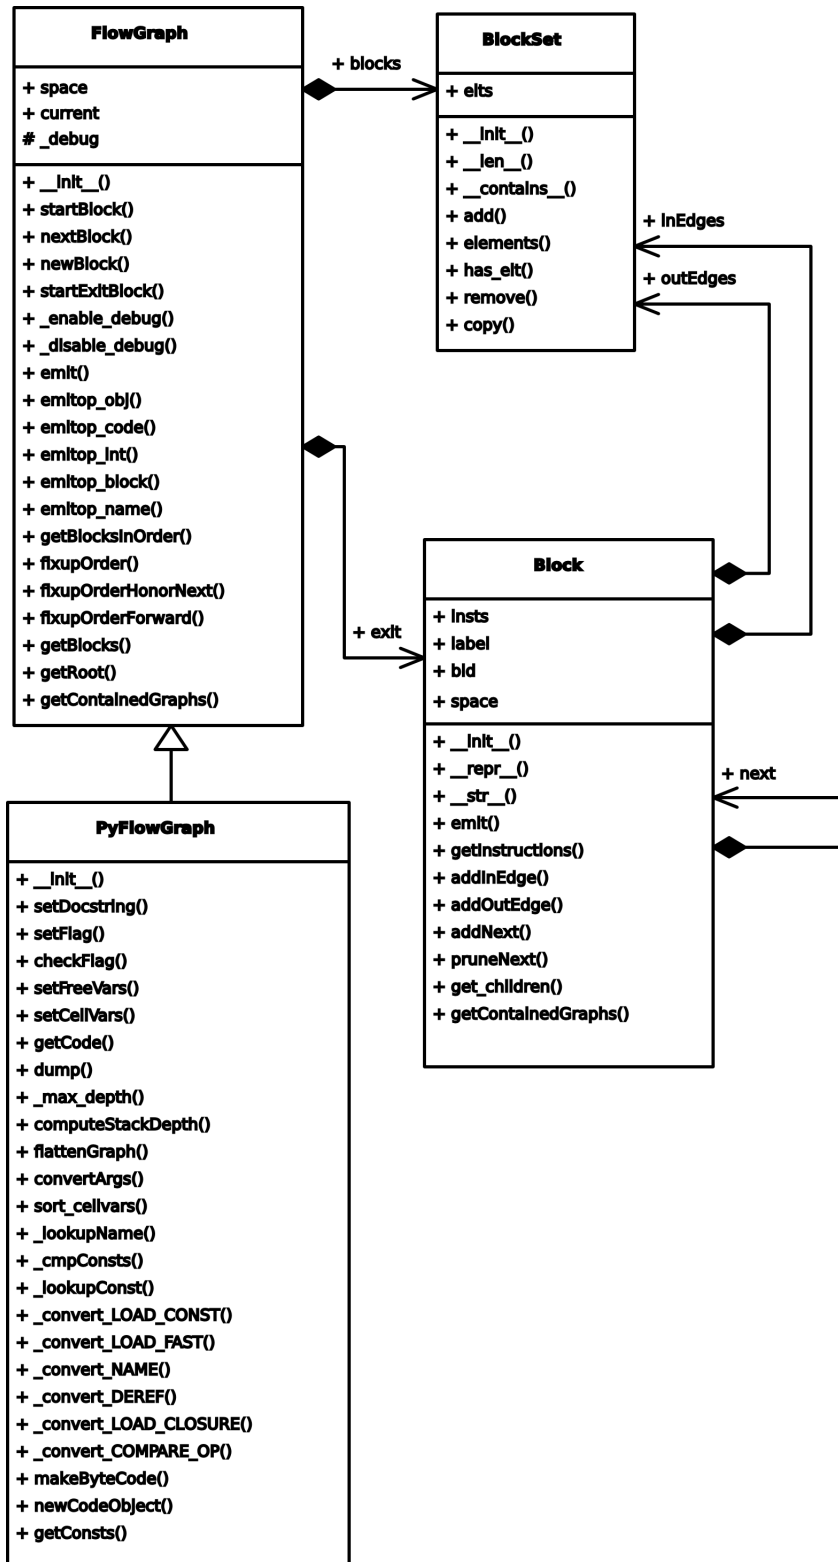 FlowGraph
+ space
+ current
# _debug
+ __init__()
+ startBlock()
+ nextBlock()
+ newBlock()
+ startExitBlock()
+ _enable_debug()
+ _disable_debug()
+ emit()
+ emitop_obj()
+ emitop_code()
+ emitop_int()
+ emitop_block()
+ emitop_name()
+ getBlocksInOrder()
+ fixupOrder()
+ fixupOrderHonorNext()
+ fixupOrderForward()
+ getBlocks()
+ getRoot()
+ getContainedGraphs()
+ blocks
BlockSet
+ elts
+ __init__()
+ __len__()
+ __contains__()
+ add()
+ elements()
+ has_elt()
+ remove()
+ copy()
+ inEdges
+ outEdges
+ exit
Block
+ insts
+ label
+ bid
+ space
+ __init__()
+ __repr__()
+ __str__()
+ emit()
+ getInstructions()
+ addInEdge()
+ addOutEdge()
+ addNext()
+ pruneNext()
+ get_children()
+ getContainedGraphs()
+ next
PyFlowGraph
+ __init__()
+ setDocstring()
+ setFlag()
+ checkFlag()
+ setFreeVars()
+ setCellVars()
+ getCode()
+ dump()
+ _max_depth()
+ computeStackDepth()
+ flattenGraph()
+ convertArgs()
+ sort_cellvars()
+ _lookupName()
+ _cmpConsts()
+ _lookupConst()
+ _convert_LOAD_CONST()
+ _convert_LOAD_FAST()
+ _convert_NAME()
+ _convert_DEREF()
+ _convert_LOAD_CLOSURE()
+ _convert_COMPARE_OP()
+ makeByteCode()
+ newCodeObject()
+ getConsts()